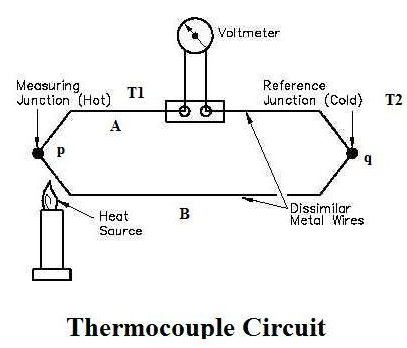 Voltmeter
Measuring
Junction (Hot)
T1
Reference
Junction (Cold)
T2
A
p
q
Heat
Source
B
Dissimilar
Metal Wires
Thermocouple Circuit